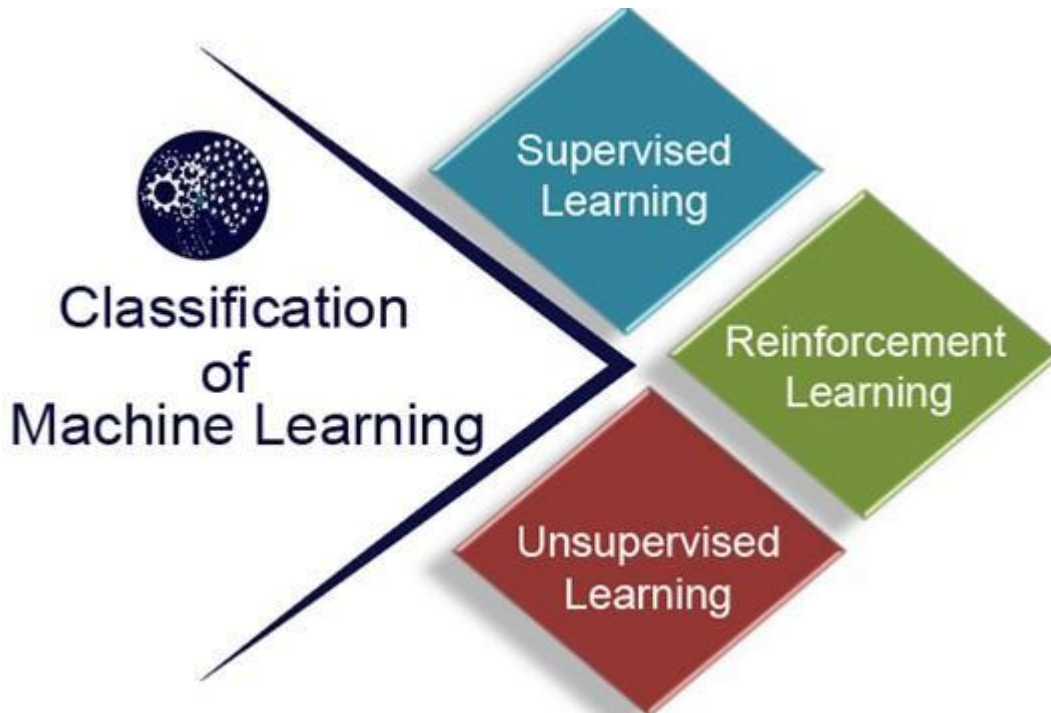 Classification
of
Machine Learning
Supervised
Learning
Reinforcement
Learning
Unsupervised
Learning